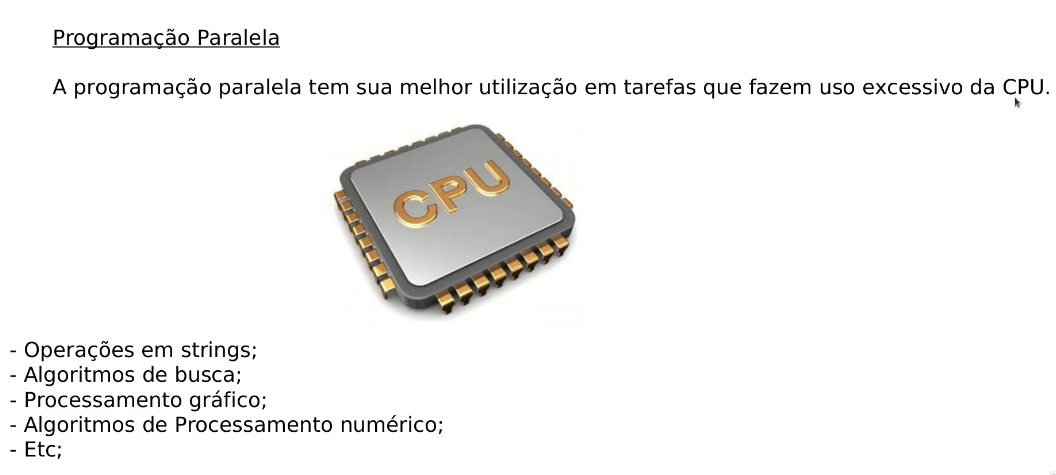 Programação Paralela
A programação paralela tem sua melhor utilização em tarefas que fazem uso excessivo da CPU.
CPU
- Operações em strings;
- Algoritmos de busca;
- Processamento gráfico;
- Algoritmos de Processamento numérico;
- Etc;